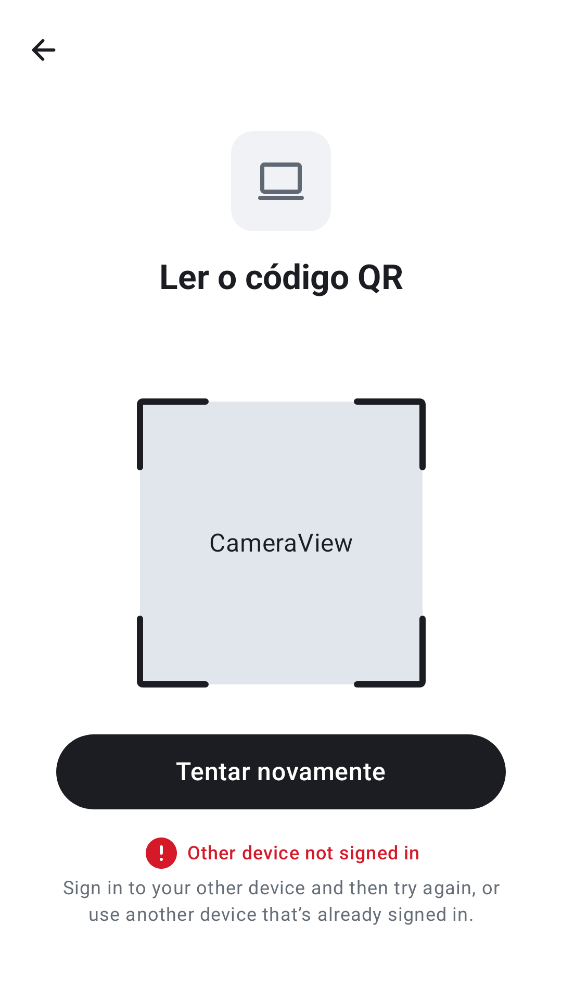 Ler o código QR
CameraView
Tentar novamente
Other device not signed in
Sign in to your other device and then try again, or
use another device that’s already signed in.